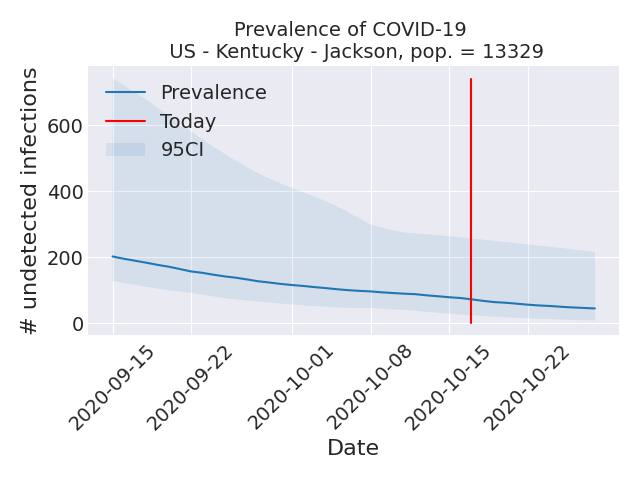 Prevalence of COVID-19
US - Kentucky - Jackson, pop. = 13329
# undetected infections
600
400
200
0
Prevalence
Today
95CI
2020-09-15
2020-09-22
2020-10-01
2020-10-08
2020-10-15
2020-10-22
Date